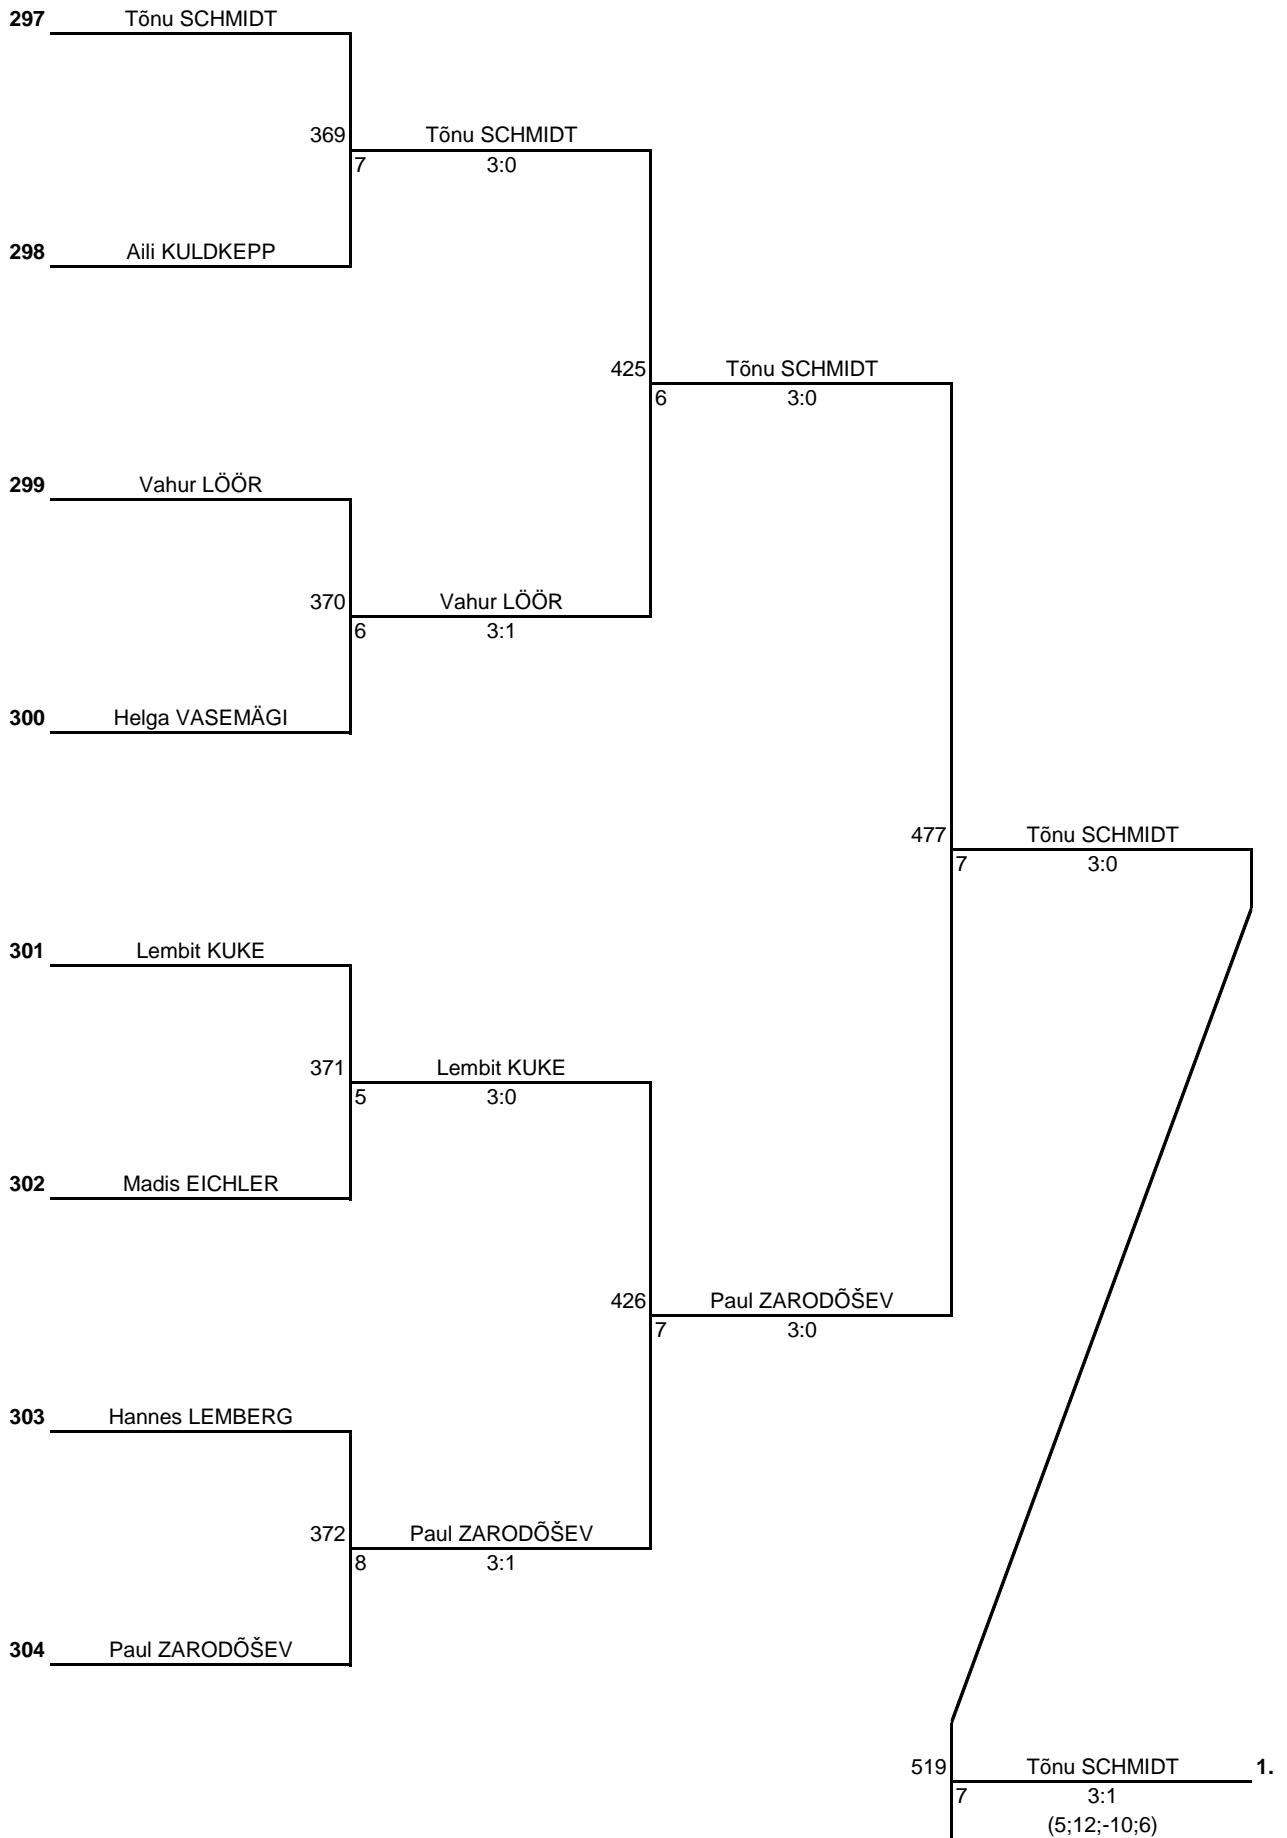 297 Tõnu SCHMIDT
369 Tõnu SCHMIDT
7 3:0
298 Aili KULDKEPP
425 Tõnu SCHMIDT
6 3:0
299 Vahur LÖÖR
370 Vahur LÖÖR
6 3:1
300 Helga VASEMÄGI
477 Tõnu SCHMIDT
7 3:0
301 Lembit KUKE
371 Lembit KUKE
5 3:0
302 Madis EICHLER
426 Paul ZARODÕŠEV
7 3:0
303 Hannes LEMBERG
372 Paul ZARODÕŠEV
8 3:1
304 Paul ZARODÕŠEV
519 Tõnu SCHMIDT 1.
7 3:1
(5;12;-10;6)